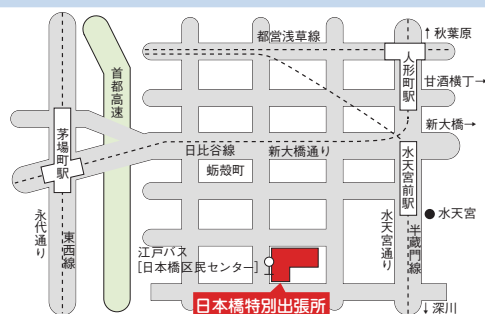 都営浅草線
↑秋葉原
人形町駅
首都高速
甘酒横丁→
新大橋→
茅場町駅
日比谷線
新大橋通り
蛎殻町
水天宮前駅
水天宮
永代通り
東西線
水天宮通り
半蔵門線
江戸バス
[日本橋区民センター]
日本橋特別出張所
↓深川